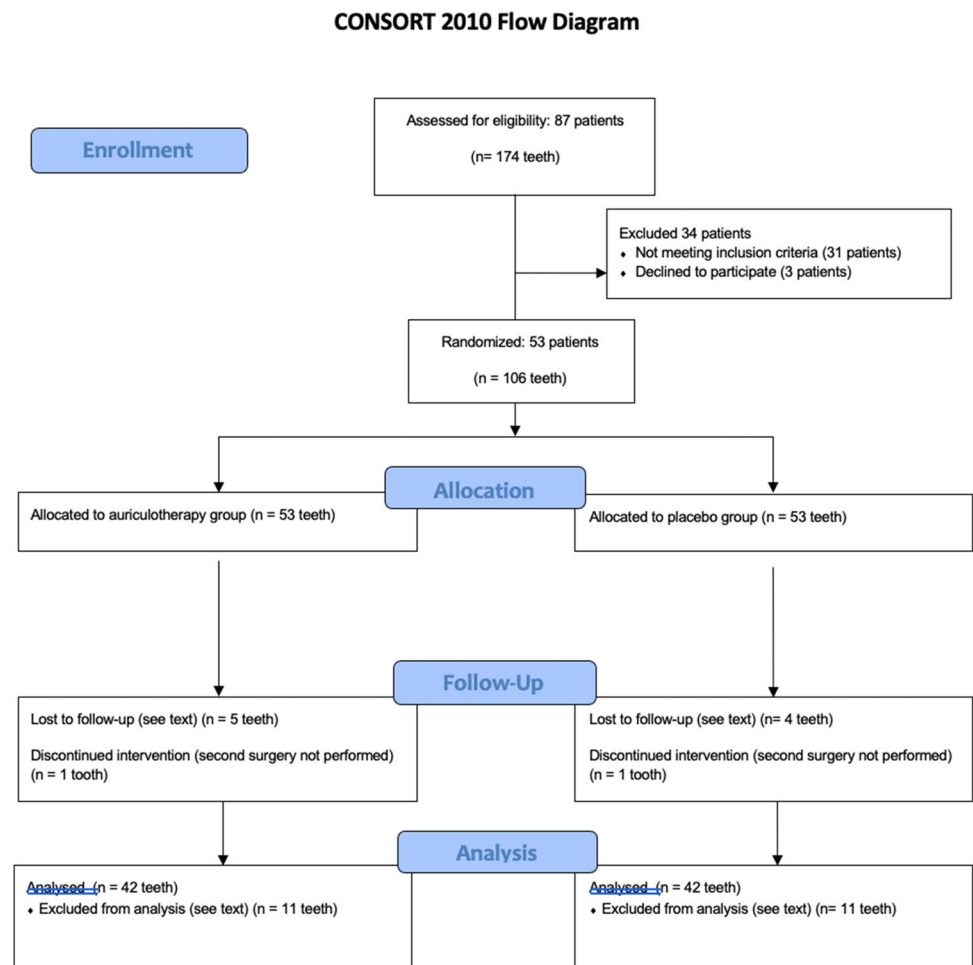 CONSORT 2010 Flow Diagram
Enrollment
Assessed for eligibility: 87 patients
(n= 174 teeth)
Excluded 34 patients
⬧ Not meeting inclusion criteria (31 patients)
⬧ Declined to participate (3 patients)
Randomized: 53 patients
(n = 106 teeth)
Allocation
Allocated to auriculotherapy group (n = 53 teeth)
Allocated to placebo group (n = 53 teeth)
Follow-Up
Lost to follow-up (see text) (n = 5 teeth)
Discontinued intervention (second surgery not performed)
(n = 1 tooth)
Lost to follow-up (see text) (n= 4 teeth)
Discontinued intervention (second surgery not performed)
(n = 1 tooth)
Analysis
Analysed (n = 42 teeth)
⬧ Excluded from analysis (see text) (n = 11 teeth)
Analysed (n = 42 teeth)
⬧ Excluded from analysis (see text) (n= 11 teeth)